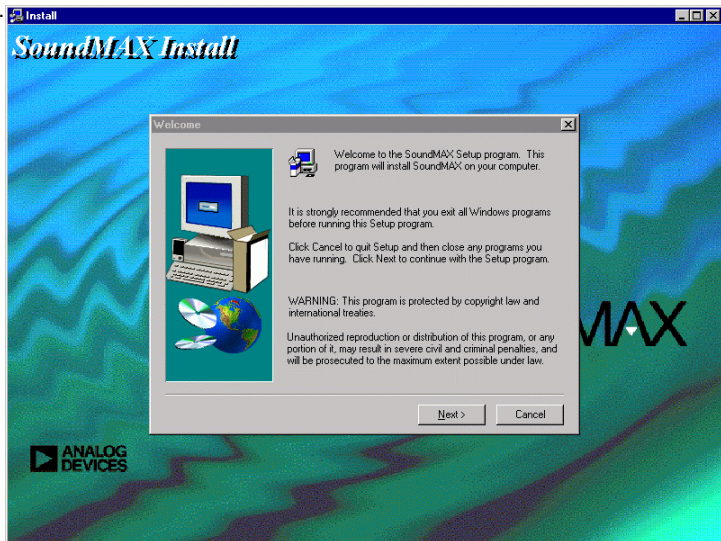 Install
SoundMAX Install
Welcome
Welcome to the SoundMAX Setup program. This
program will install SoundMAX on your computer.
It is strongly recommended that you exit all Windows programs
before running this Setup program.
Click Cancel to quit Setup and then close any programs you
have running. Click Next to continue with the Setup program.
WARNING: This program is protected by copyright law and
international treaties.
Unauthorized reproduction or distribution of this program, or any
portion of it, may result in severe civil and criminal penalties, and
will be prosecuted to the maximum extent possible under law.
MAX
Next >
Cancel
ANALOG
DEVICES